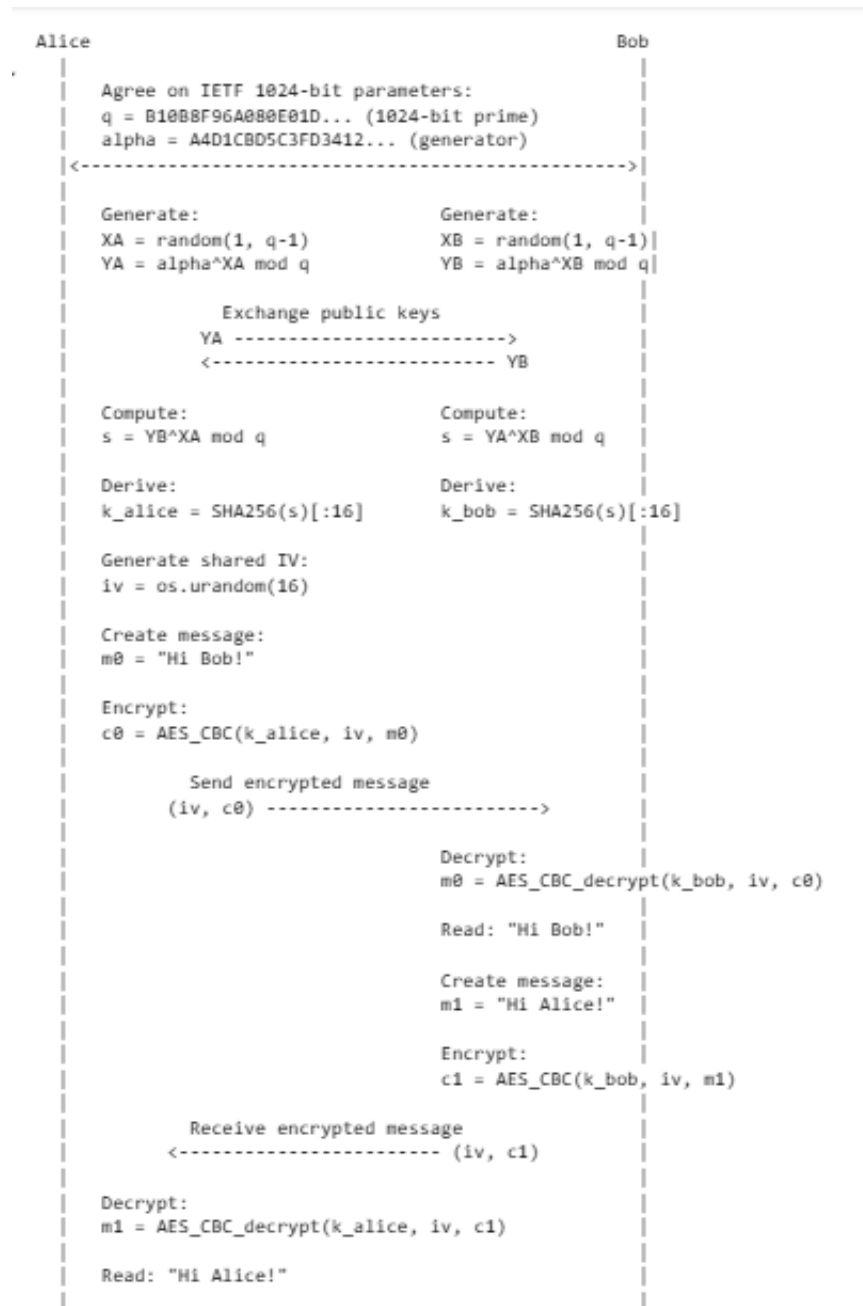 Alice Bob
Agree on IETF 1024-bit parameters:
q = B10B8F96A080E01D... (1024-bit prime)
alpha = A4D1CBD5C3FD3412... (generator)
|<--------------------------------------------------->|
Generate: Generate:
XA = random(1, q-1) XB = random(1, q-1)|
YA = alpha^XA mod q YB = alpha^XB mod q|
Exchange public keys
YA ------------------------->
<-------------------------- YB
Compute: Compute:
s = YB^XA mod q s = YA^XB mod q
Derive: Derive:
k_alice = SHA256(s)[:16] k_bob = SHA256(s)[:16]
Generate shared IV:
iv = os.urandom(16)
Create message:
m0 = "Hi Bob!"
Encrypt:
c0 = AES_CBC(k_alice, iv, m0)
Send encrypted message
(iv, c0) ------------------------->
Decrypt:
m0 = AES_CBC_decrypt(k_bob, iv, c0)
Read: "Hi Bob!"
Create message:
m1 = "Hi Alice!"
Encrypt:
c1 = AES_CBC(k_bob, iv, m1)
Receive encrypted message
<------------------------ (iv, c1)
Decrypt:
m1 = AES_CBC_decrypt(k_alice, iv, c1)
Read: "Hi Alice!"